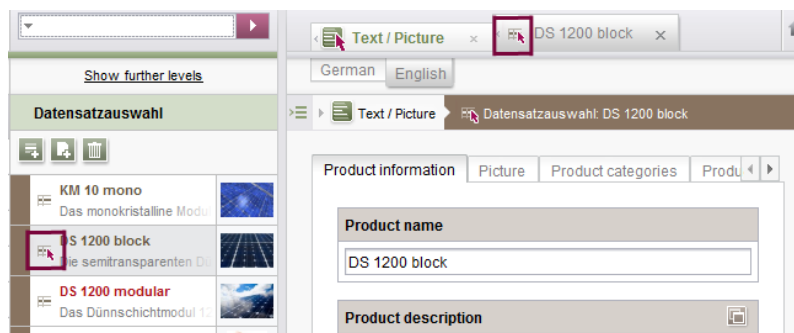 Show further levels
Datensatzauswahl
KM 10 mono
Das monokristalline Modu
DS 1200 block
Die semitransparenten Dü
DS 1200 modular
Das Dünnschichtmodul 12
Text / Picture
DS 1200 block
German
English
Text / Picture
Datensatzauswahl: DS 1200 block
Product information
Picture
Product categories
Produ
Product name
DS 1200 block
Product description